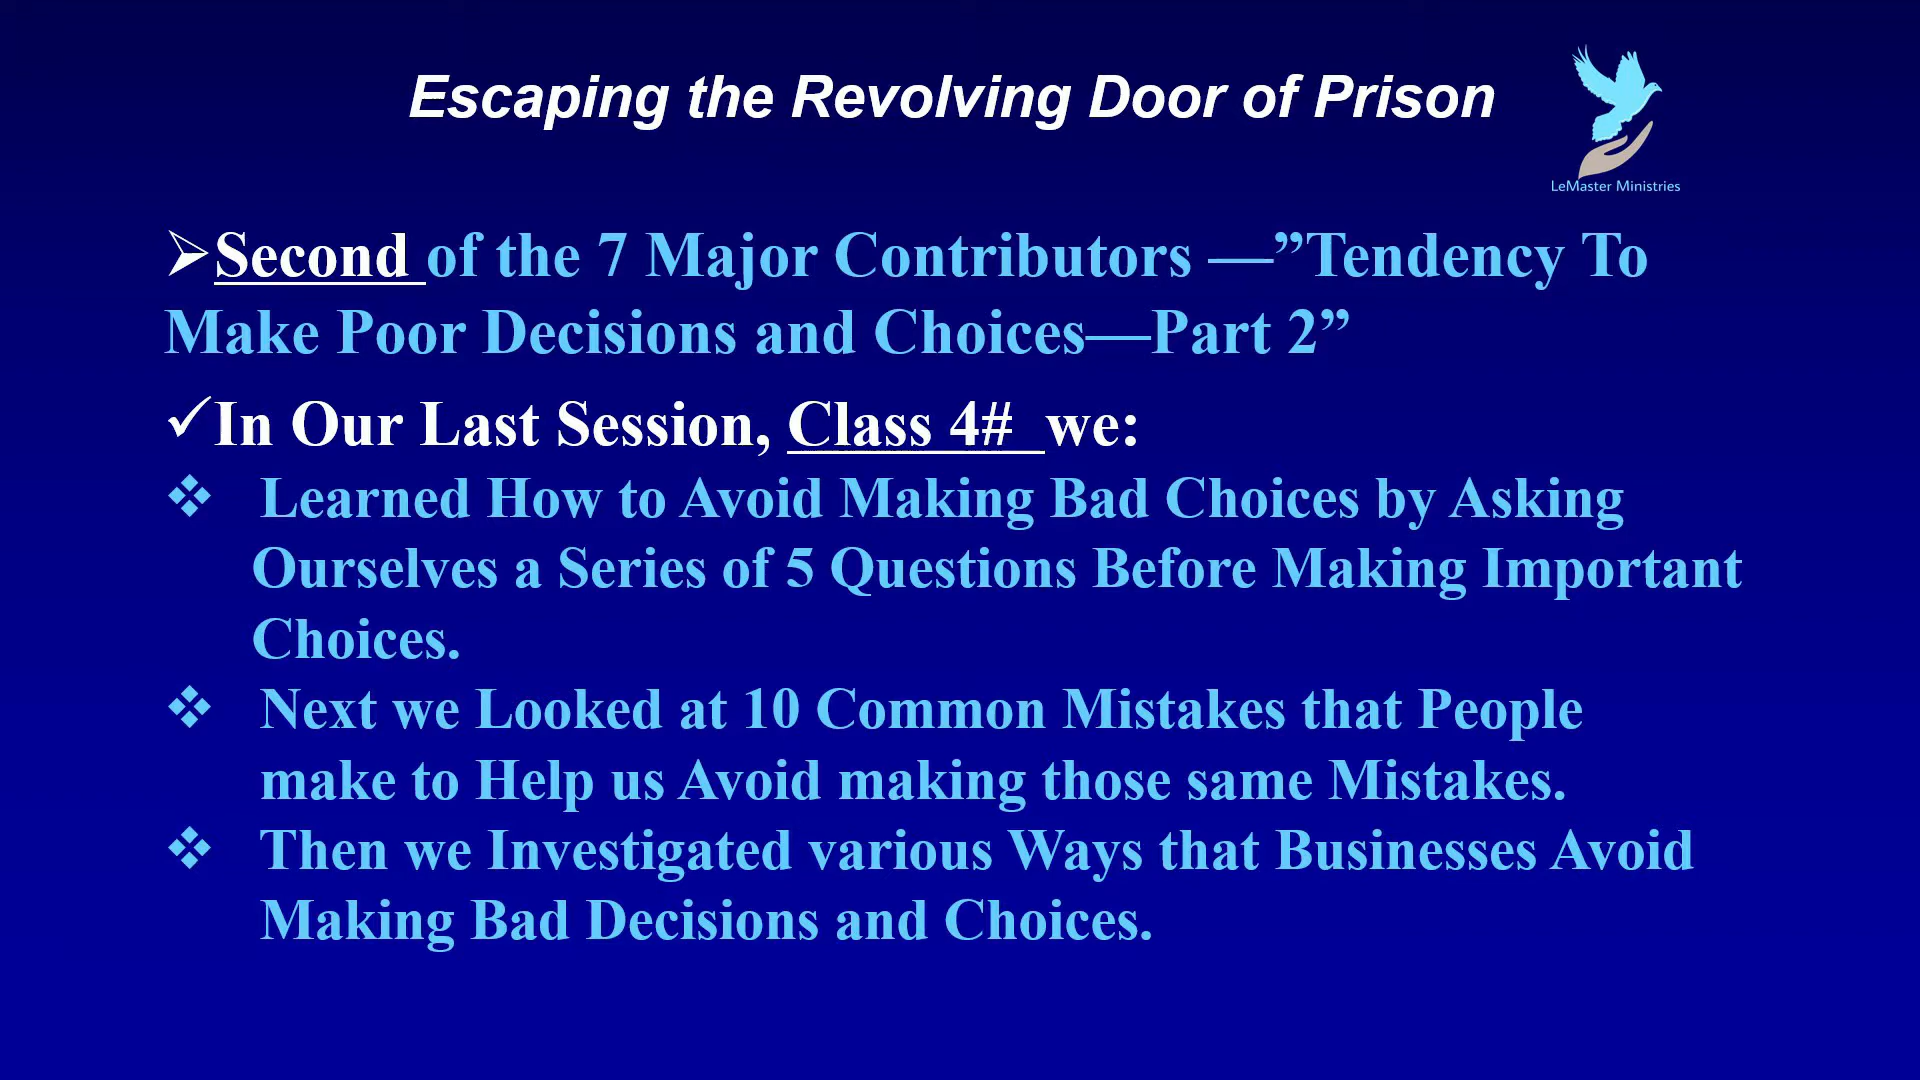 Escaping the Revolving Door of Prison
LeMaster Ministries
➢Second of the 7 Major Contributors —”Tendency To
Make Poor Decisions and Choices—Part 2”
✓In Our Last Session, Class 4#  we:
❖ Learned How to Avoid Making Bad Choices by Asking
Ourselves a Series of 5 Questions Before Making Important
Choices.
❖ Next we Looked at 10 Common Mistakes that People
make to Help us Avoid making those same Mistakes.
❖ Then we Investigated various Ways that Businesses Avoid
Making Bad Decisions and Choices.